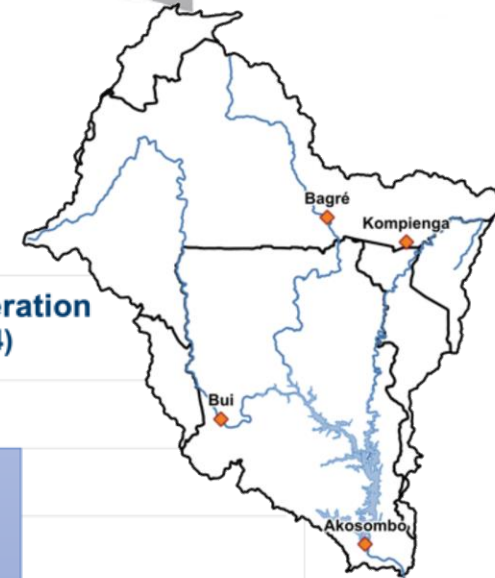 Bagré
Kompienga
eration
4)
Bui
Akosombo